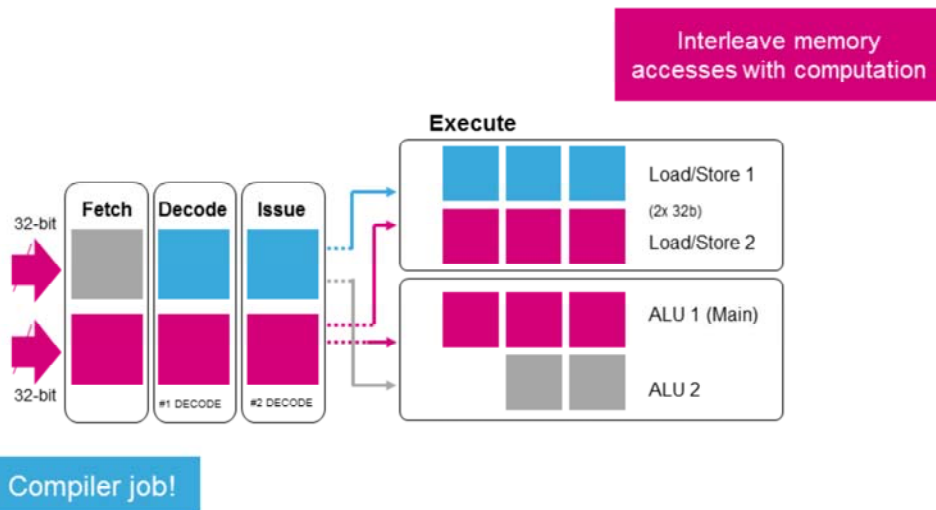 Interleave memory
accesses with computation
Execute
Fetch
Decode
Issue
32-bit
32-bit
#1 DECODE
#2 DECODE
Load/Store 1
(2x 32b)
Load/Store 2
ALU 1 (Main)
ALU 2
Compiler job!